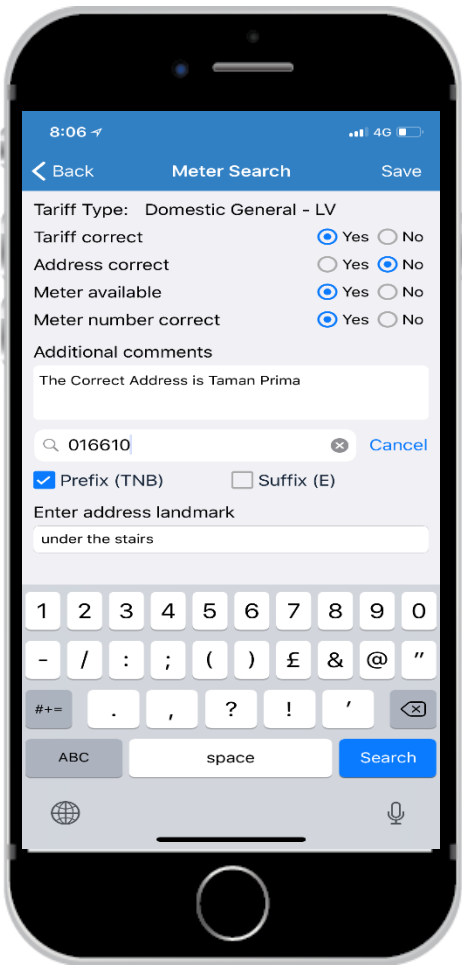 8:06 4G
Back Meter Search Save
Tariff Type: Domestic General - LV
Tariff correct Yes No
Address correct Yes No
Meter available Yes No
Meter number correct Yes No
Additional comments
The Correct Address is Taman Prima
016610 Cancel
Prefix (TNB) Suffix (E)
Enter address landmark
under the stairs
1 2 3 4 5 6 7 8 9 0
- / : ; ( ) £ & @ "
#+= . , ? ! '
ABC space Search